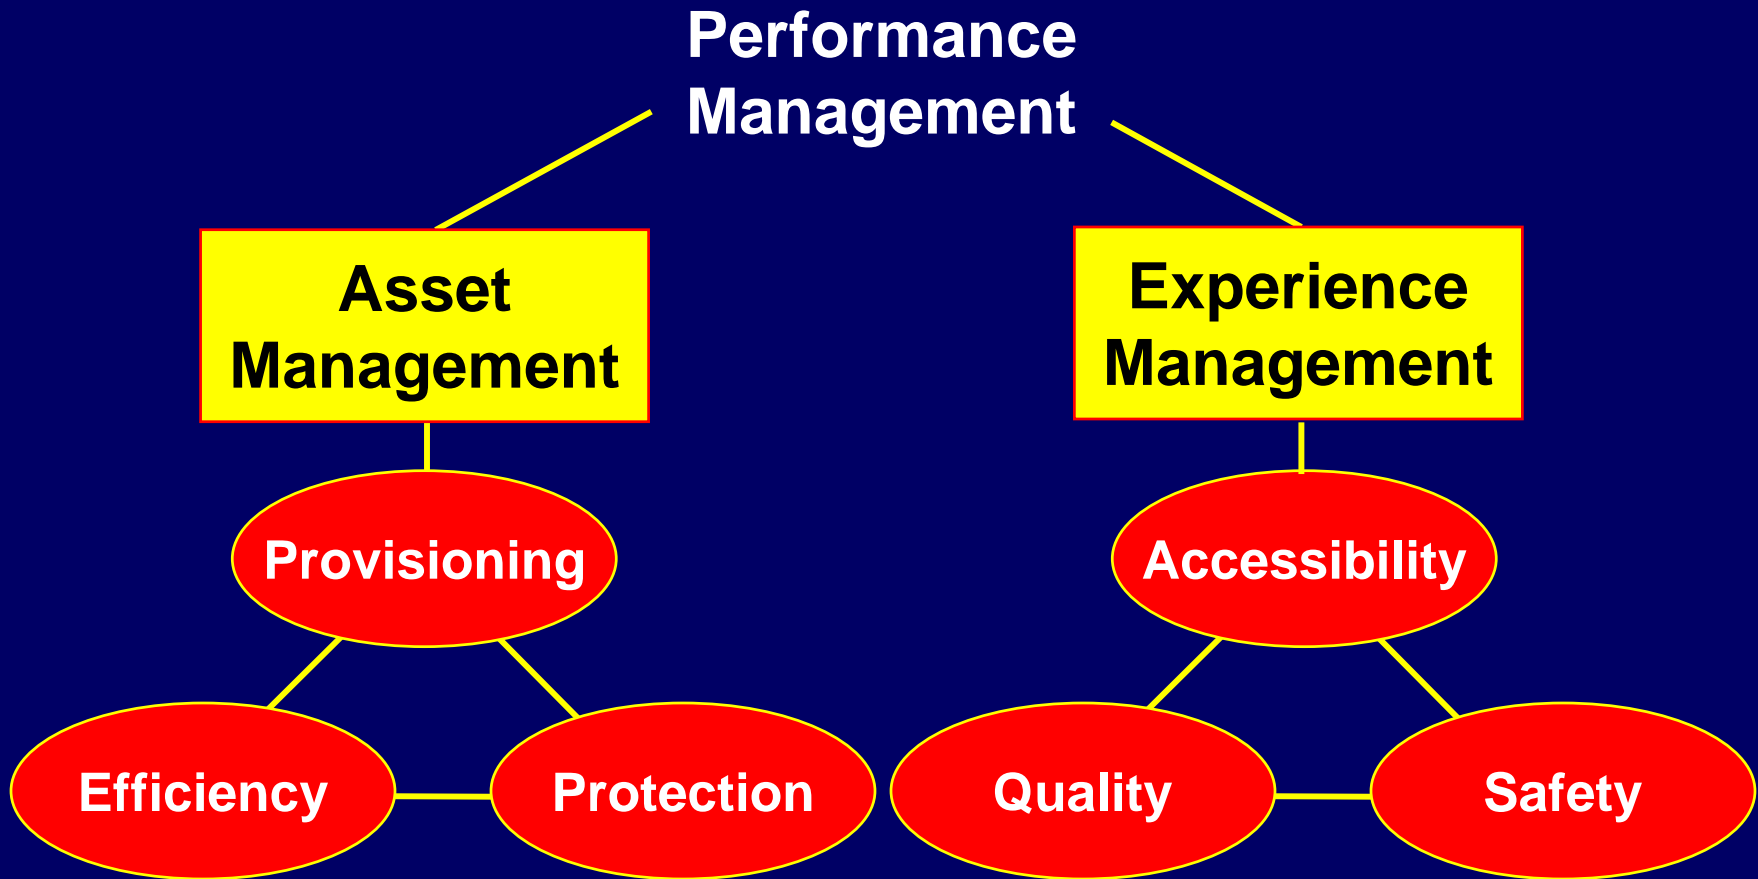 Performance
Management
Asset
Management
Experience
Management
Provisioning
Accessibility
Efficiency
Protection
Quality
Safety